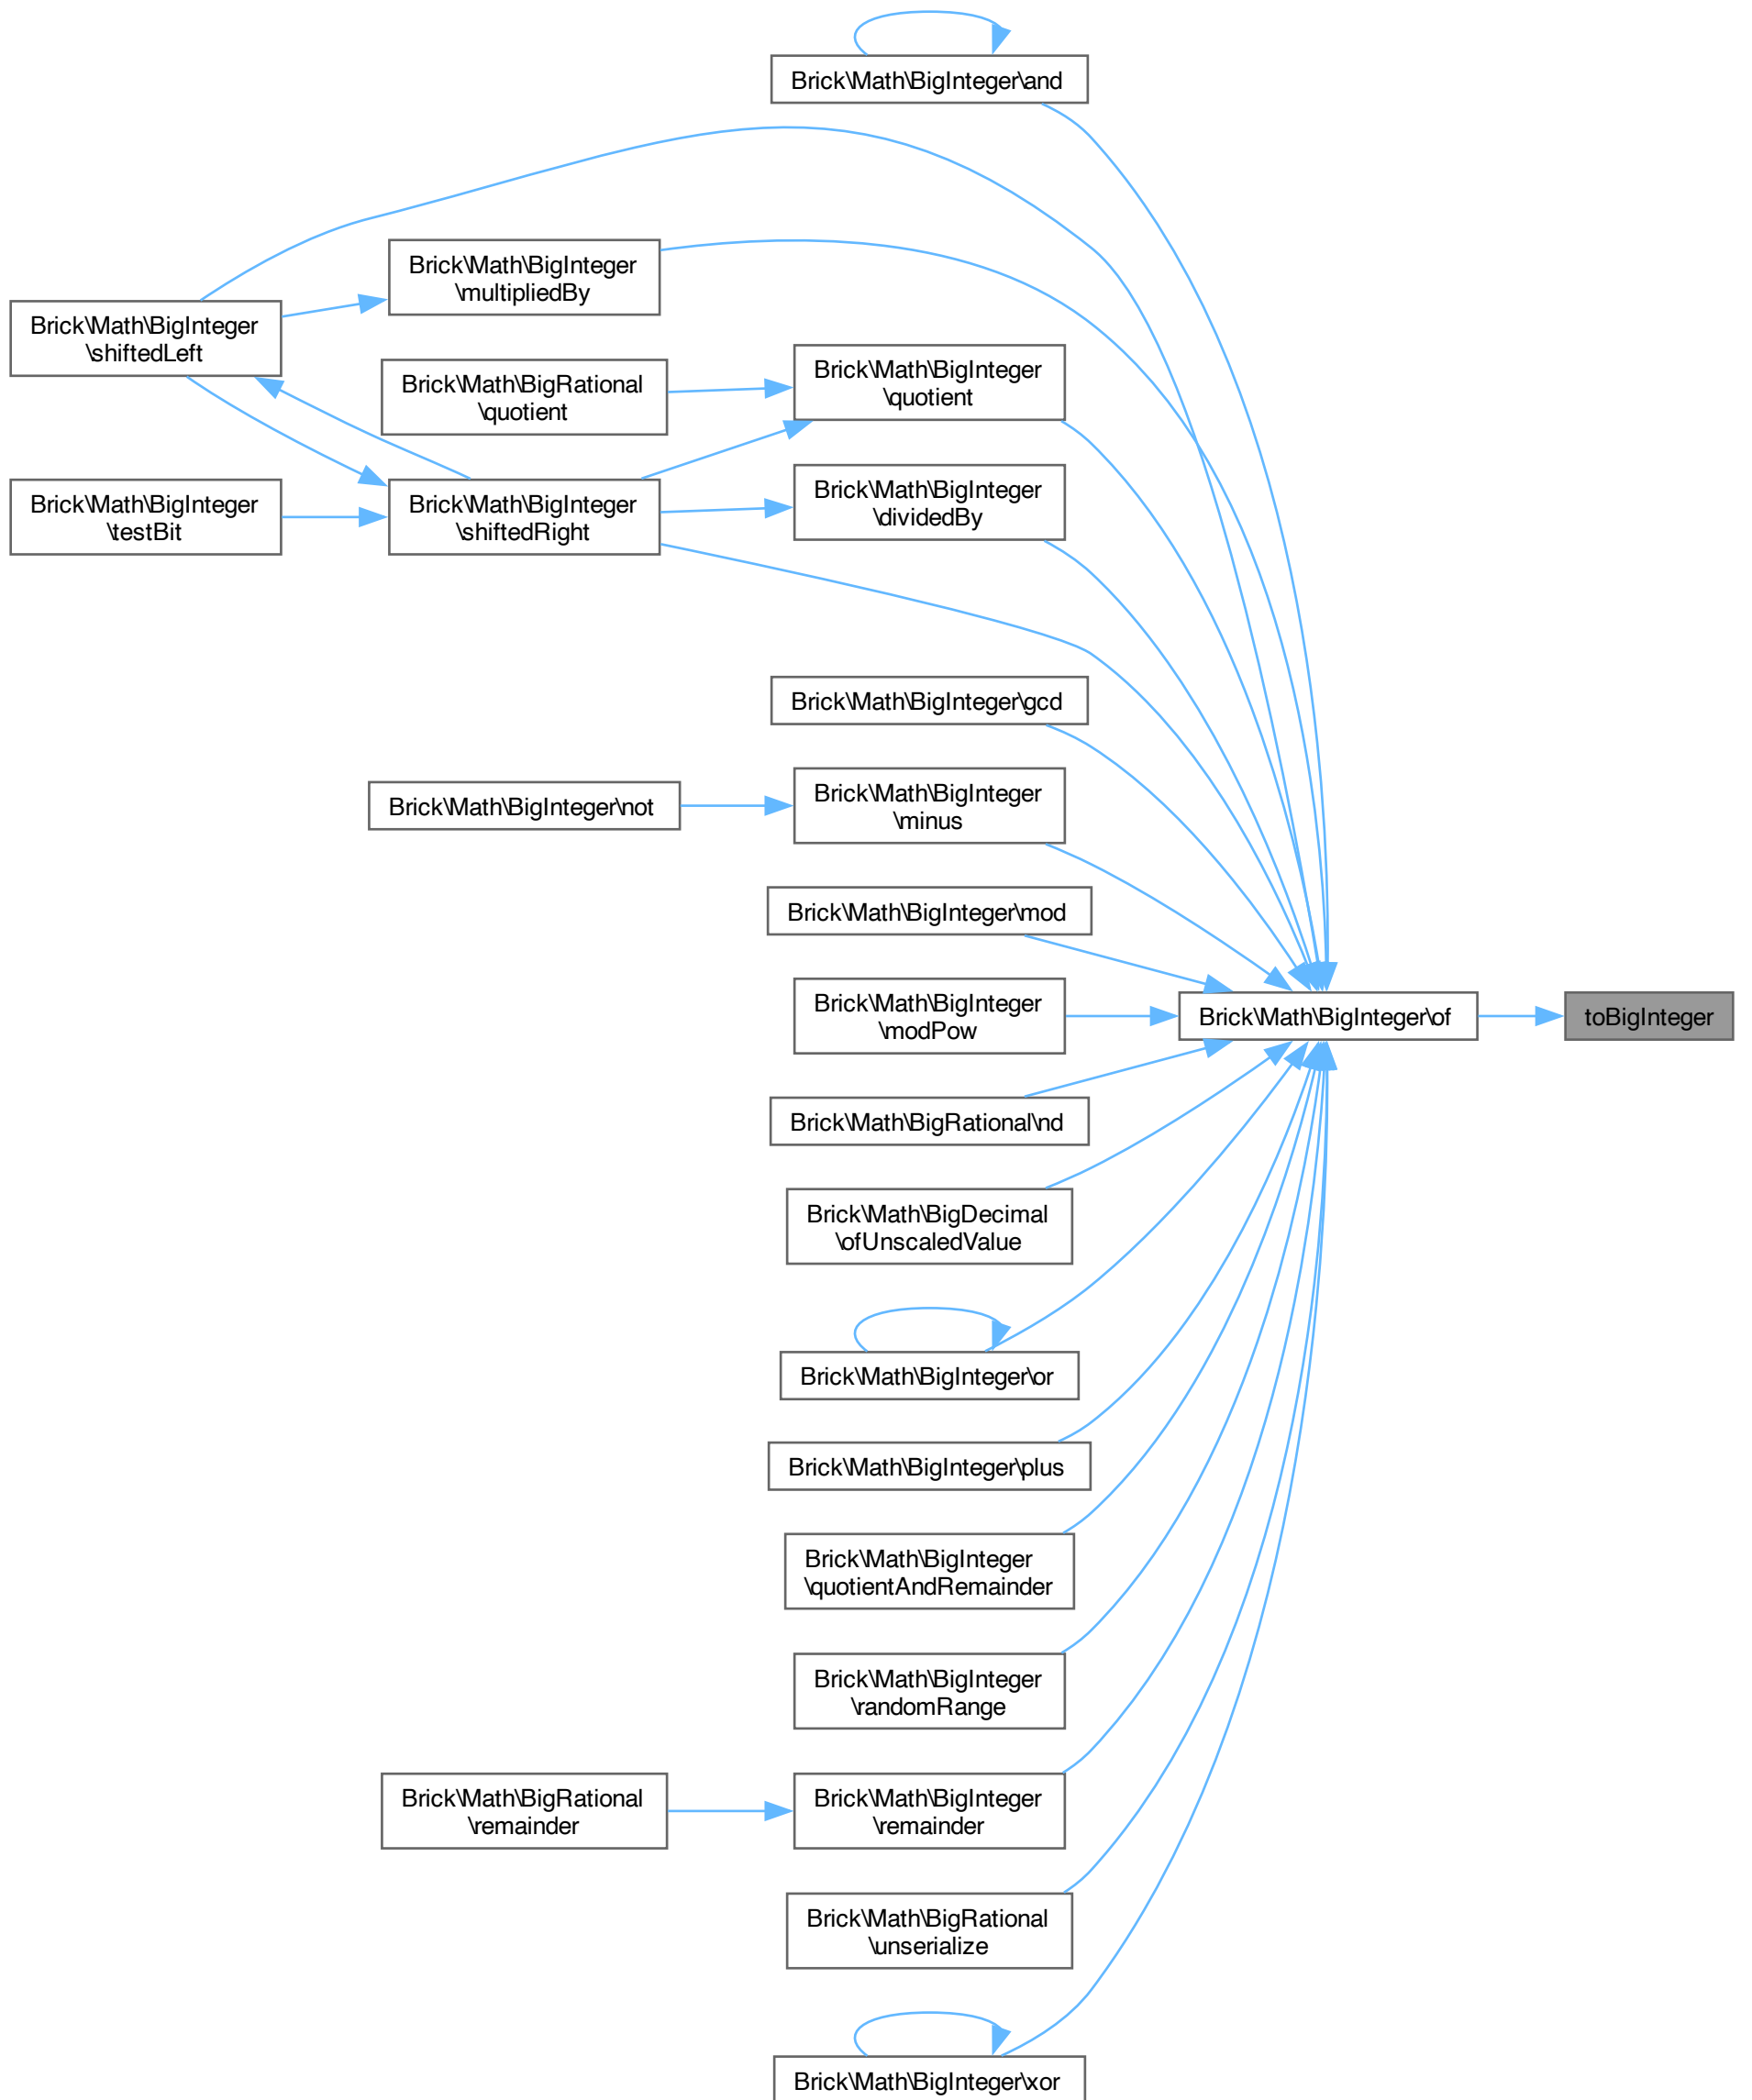 Brick\Math\BigInteger\and
Brick\Math\BigInteger
\multipliedBy
Brick\Math\BigInteger
\shiftedLeft
Brick\Math\BigRational
\quotient
Brick\Math\BigInteger
\quotient
Brick\Math\BigInteger
\testBit
Brick\Math\BigInteger
\shiftedRight
Brick\Math\BigInteger
\dividedBy
Brick\Math\BigInteger\gcd
Brick\Math\BigInteger\not
Brick\Math\BigInteger
\minus
Brick\Math\BigInteger\mod
Brick\Math\BigInteger
\modPow
Brick\Math\BigInteger\of
toBigInteger
Brick\Math\BigRational\nd
Brick\Math\BigDecimal
\ofUnscaledValue
Brick\Math\BigInteger\or
Brick\Math\BigInteger\plus
Brick\Math\BigInteger
\quotientAndRemainder
Brick\Math\BigInteger
\randomRange
Brick\Math\BigRational
\remainder
Brick\Math\BigInteger
\remainder
Brick\Math\BigRational
\unserialize
Brick\Math\BigInteger\xor